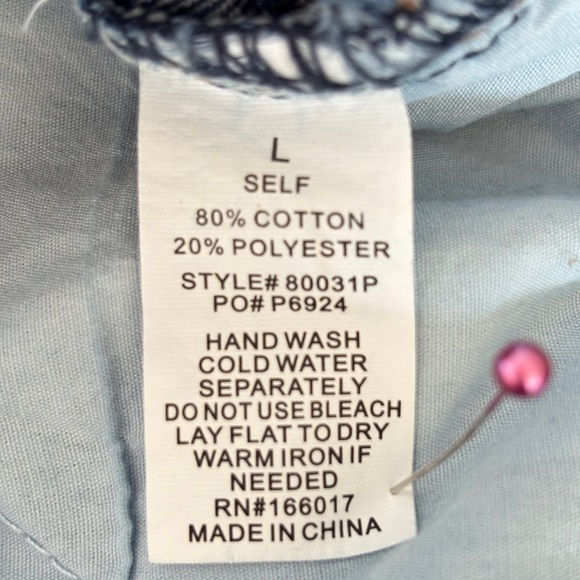 L
SELF
80% COTTON
20% POLYESTER
STYLE# 80031P
PO# P6924
HAND WASH
COLD WATER
SEPARATELY
DO NOT USE BLEACH
LAY FLAT TO DRY
WARM IRON IF
NEEDED
RN#166017
MADE IN CHINA